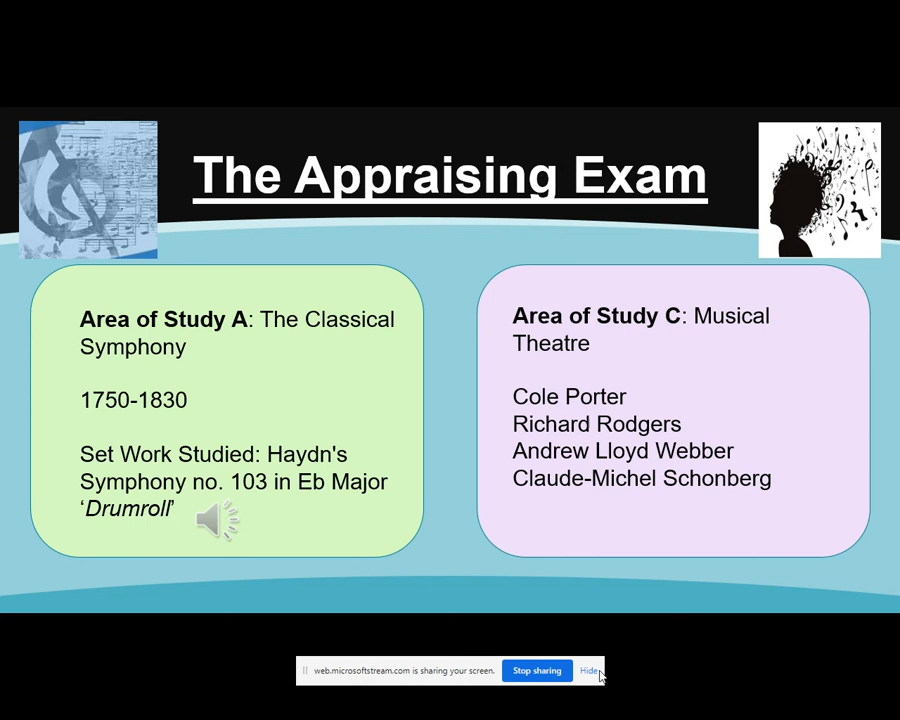 The Appraising Exam
Area of Study A: The Classical
Symphony
1750-1830
Set Work Studied: Haydn's
Symphony no. 103 in Eb Major
‘Drumroll’
Area of Study C: Musical
Theatre
Cole Porter
Richard Rodgers
Andrew Lloyd Webber
Claude-Michel Schonberg
web.microsoftstream.com is sharing your screen.
Stop sharing
Hide